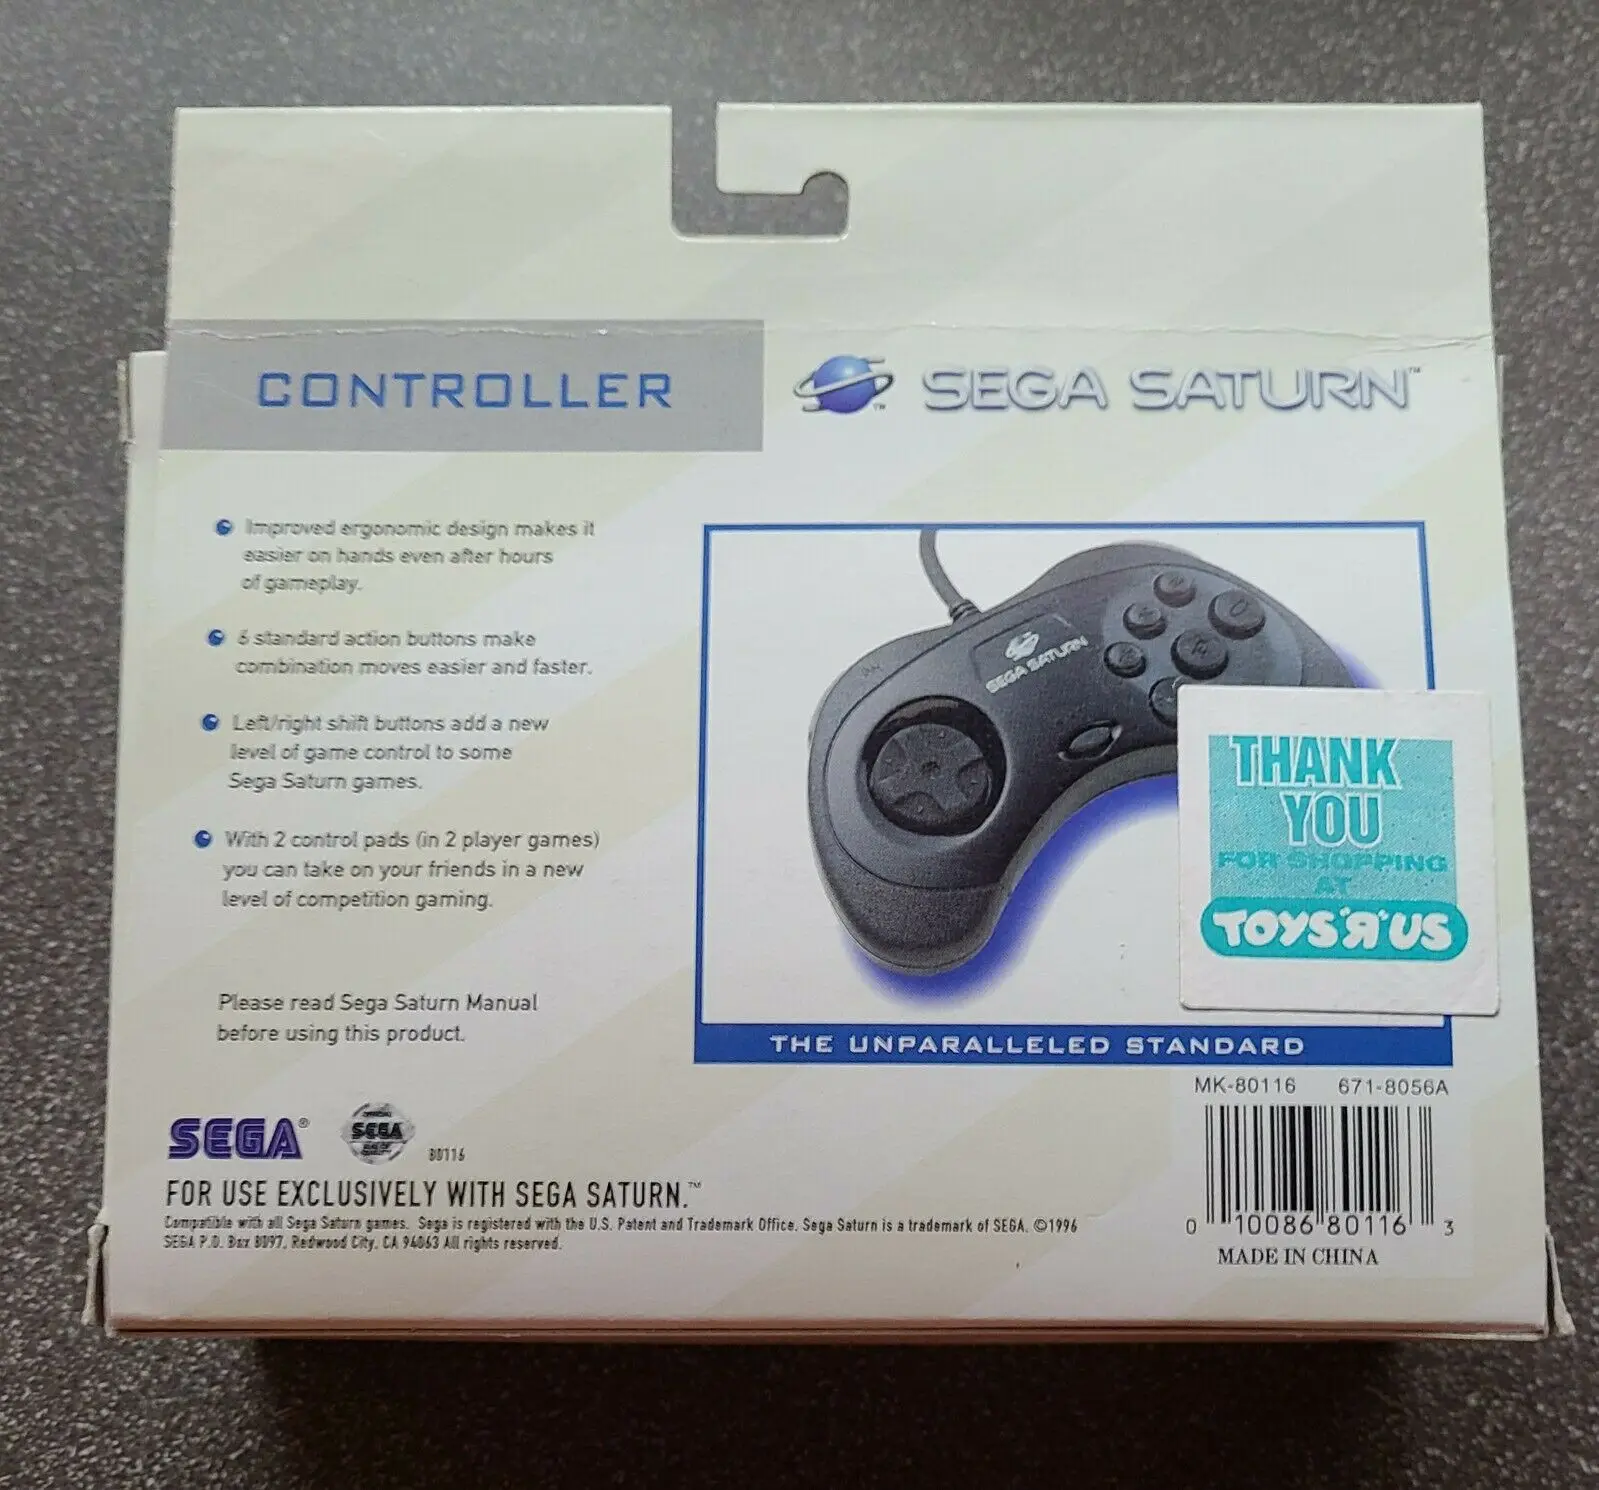 CONTROLLER
SEGA SATURN™
Improved ergonomic design makes it
easier on hands even after hours
of gameplay.
6 standard action buttons make
combination moves easier and faster.
Left/right shift buttons add a new
level of game control to some
Sega Saturn games.
With 2 control pads (in 2 player games)
you can take on your friends in a new
level of competition gaming.
Please read Sega Saturn Manual
before using this product.
SEGA SATURN
THANK
YOU
FOR SHOPPING
AT
TOYS"R"US
THE UNPARALLELED STANDARD
MK-80116 671-8056A
SEGA®
SEGA
80116
FOR USE EXCLUSIVELY WITH SEGA SATURN.™
Compatible with all Sega Saturn games. Sega is registered with the U.S. Patent and Trademark Office. Sega Saturn is a trademark of SEGA. ©1996
SEGA P.O. Box 8097, Redwood City, CA 94063 All rights reserved.
0 10086 80116 3
MADE IN CHINA